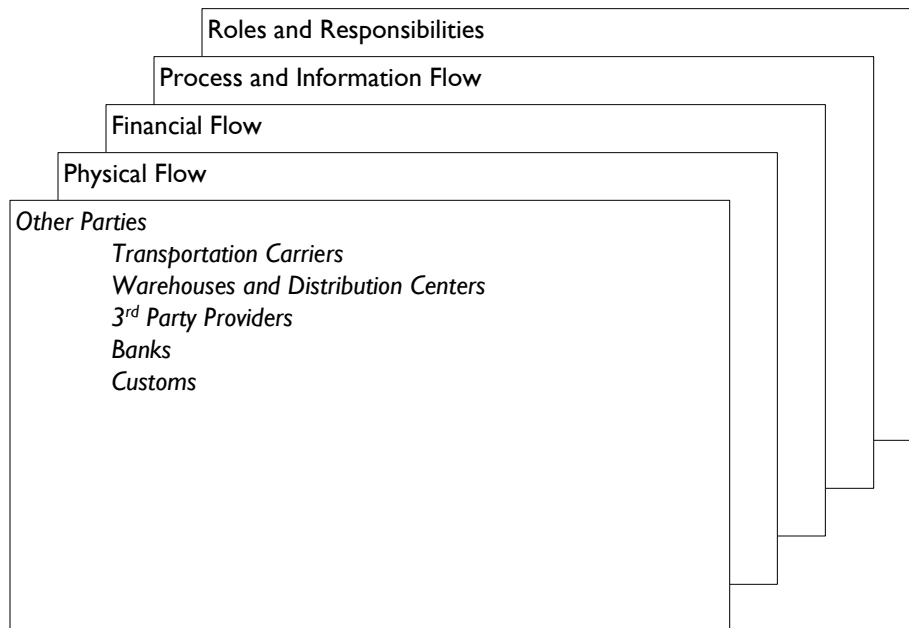 Roles and Responsibilities
Process and Information Flow
Financial Flow
Physical Flow
Other Parties
Transportation Carriers
Warehouses and Distribution Centers
3rd Party Providers
Banks
Customs